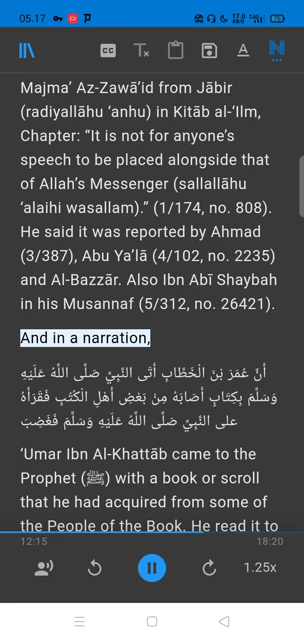 05.17
17.0
CC
Majma’ Az-Zawā’id from Jābir
(radiyallāhu ‘anhu) in Kitāb al-‘Ilm,
Chapter: “It is not for anyone’s
speech to be placed alongside that
of Allah’s Messenger (sallallāhu
‘alaihi wasallam).” (1/174, no. 808).
He said it was reported by Ahmad
(3/387), Abu Ya’lā (4/102, no. 2235)
and Al-Bazzār. Also Ibn Abī Shaybah
in his Musannaf (5/312, no. 26421).
And in a narration,
أَنَّ عُمَرَ بْنَ الْخَطَّابِ أَتَى النَّبِيَّ صَلَّى اللَّهُ عَلَيْهِ
وَسَلَّمَ بِكِتَابٍ أَصَابَهُ مِنْ بَعْضِ أَهْلِ الْكُتُبِ فَقَرَأَهُ
على النَّبِيِّ صَلَّى اللَّهُ عَلَيْهِ وَسَلَّمَ فَغَضِبَ
‘Umar Ibn Al-Khattāb came to the
Prophet (ﷺ) with a book or scroll
that he had acquired from some of
the People of the Book. He read it to
12:15
18:20
1.25x